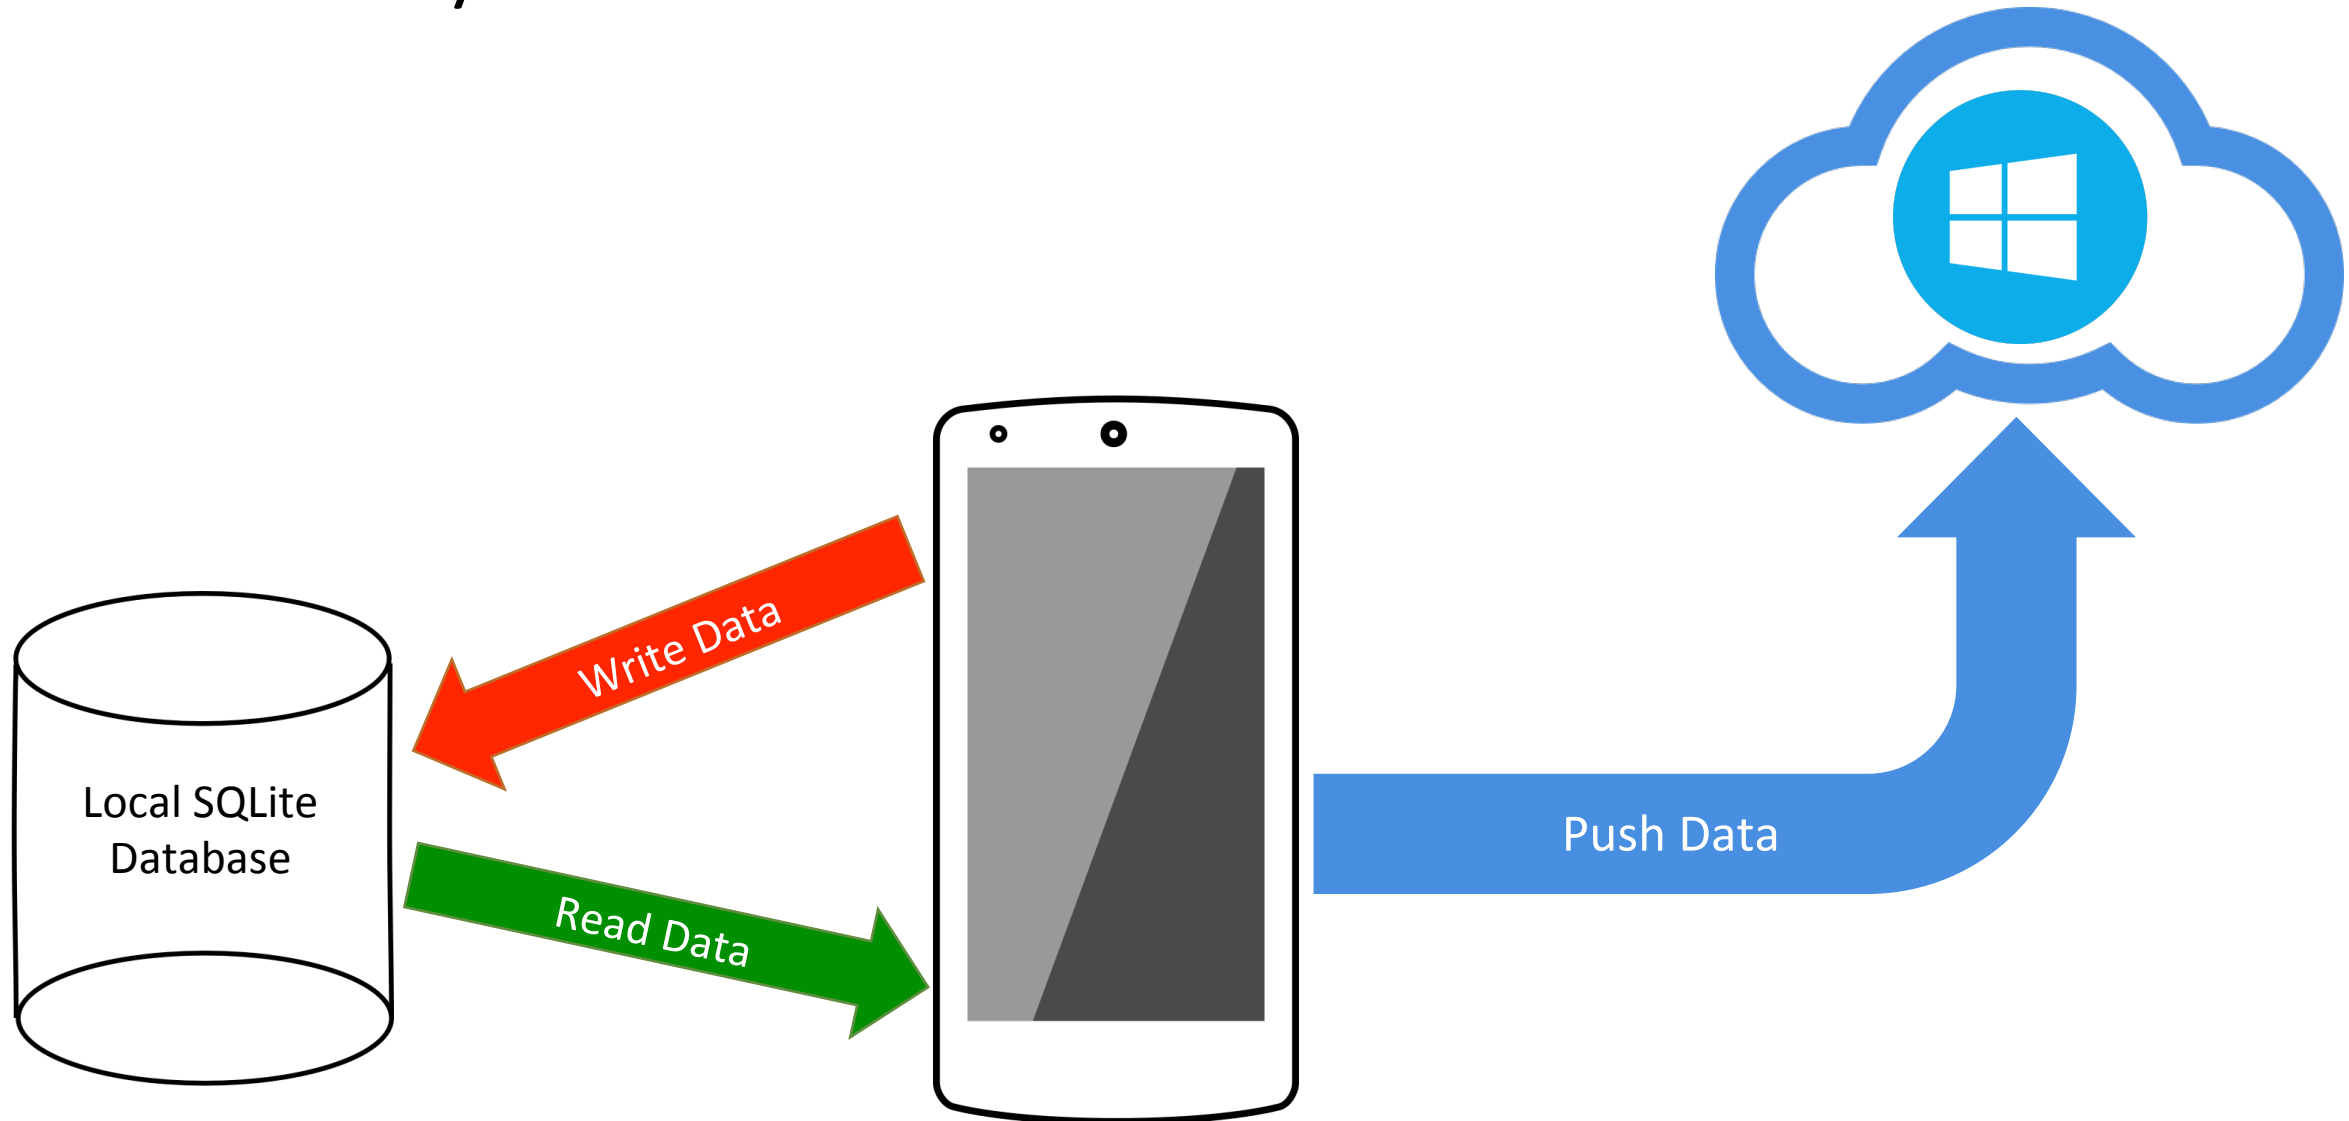 Write Data
Local SQLite
Database
Read Data
Push Data